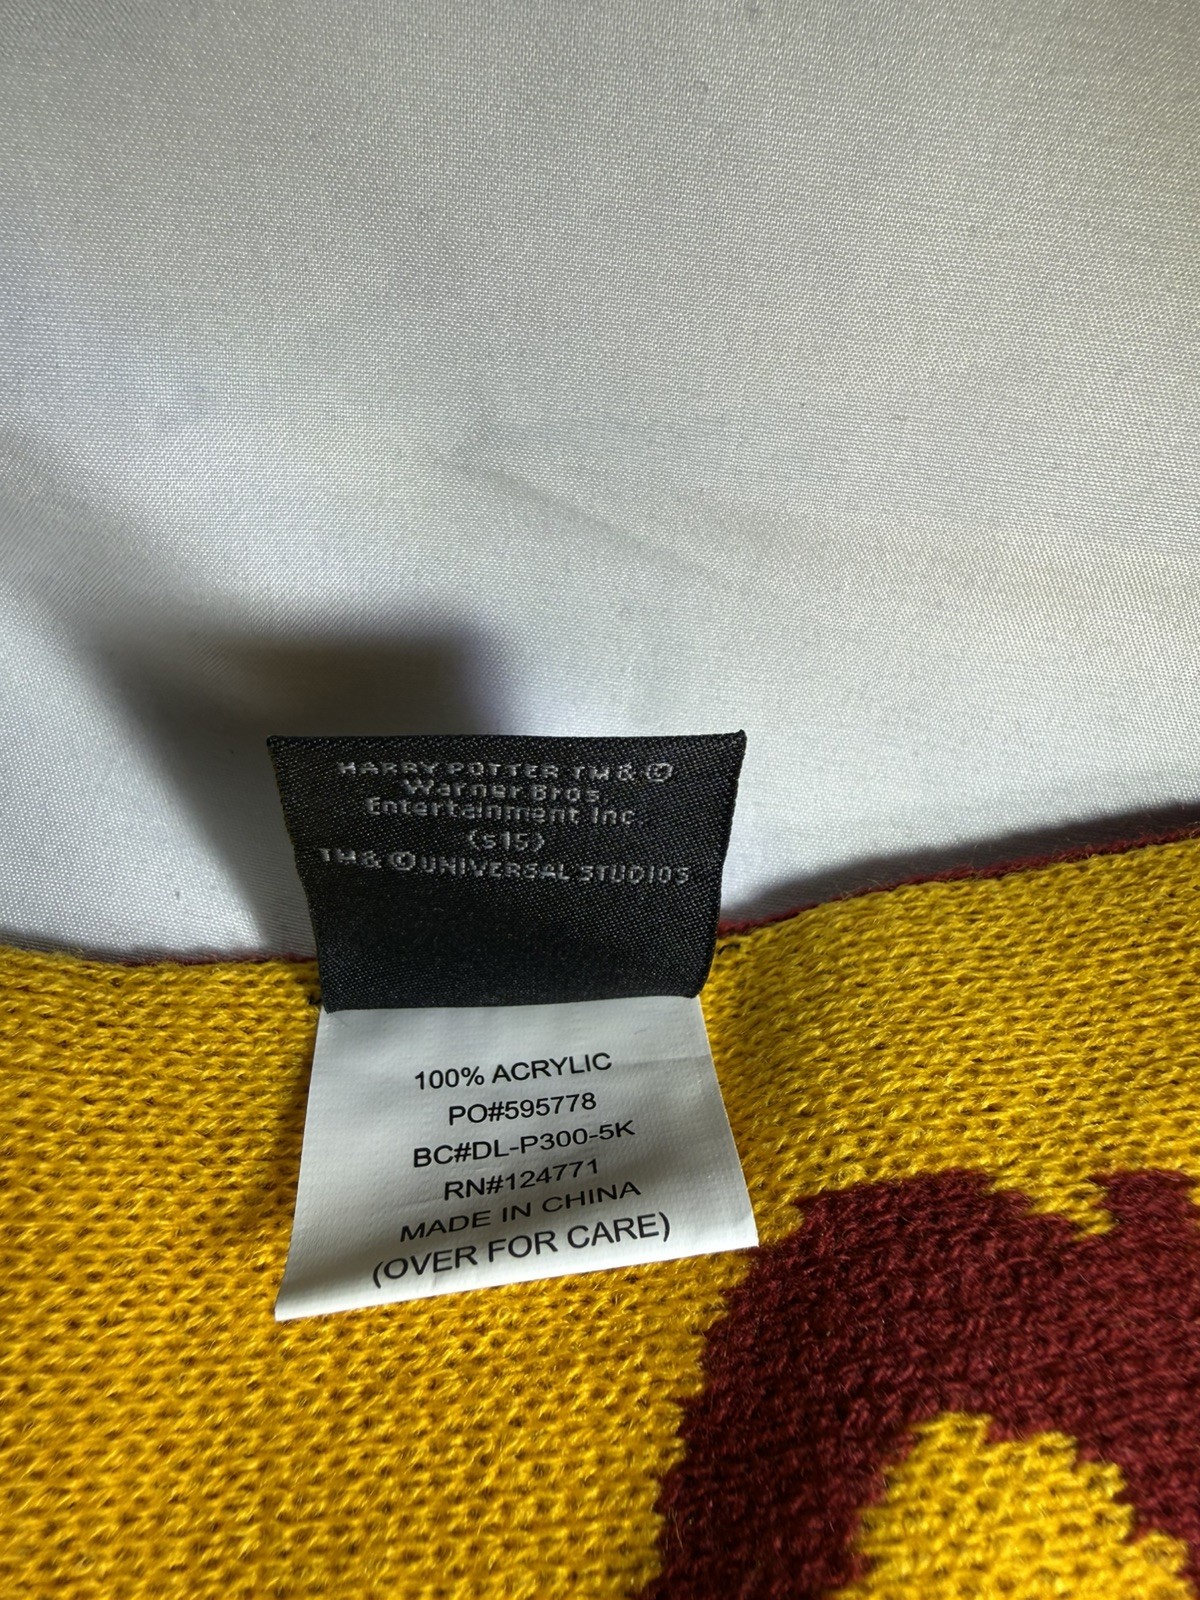 HARRY POTTER TM & ©
Warner Bros.
Entertainment Inc
(s15)
TM & © UNIVERSAL STUDIOS
100% ACRYLIC
PO#595778
BC#DL-P300-5K
RN#124771
MADE IN CHINA
(OVER FOR CARE)